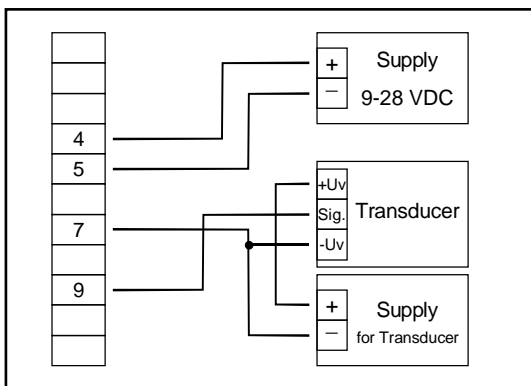 4
5
7
9
+
–
Supply
9-28 VDC
+Uv
Sig.
-Uv
Transducer
+
–
Supply
for Transducer